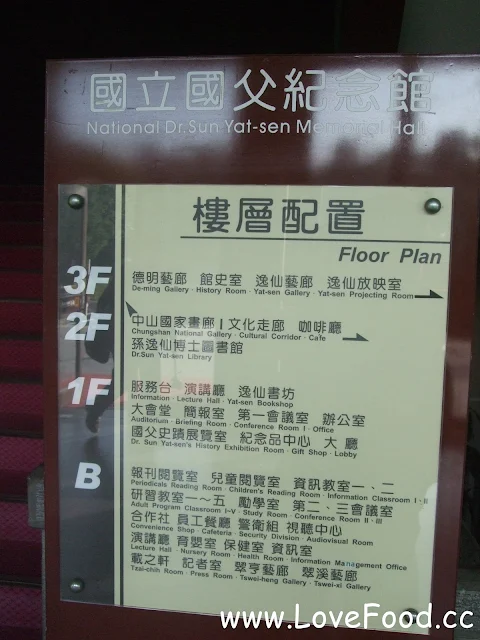 國立國父紀念館
National Dr.Sun Yat-sen Memorial Hall
樓層配置
Floor Plan
3F
德明藝廊 館史室 逸仙藝廊 逸仙放映室
De-ming Gallery · History Room · Yat-sen Gallery · Yat-sen Projecting Room
2F
中山國家畫廊 I 文化走廊 咖啡廳
Chungshan National Gallery · Cultural Corridor · Cafe
孫逸仙博士圖書館
Dr.Sun Yat-sen Library
1F
服務台 演講廳 逸仙書坊
Information · Lecture Hall · Yat-sen Bookshop
大會堂 簡報室 第一會議室 辦公室
Auditorium · Briefing Room · Conference Room I · Office
國父史蹟展覽室 紀念品中心 大廳
Dr. Sun Yat-sen's History Exhibition Room · Gift Shop · Lobby
B
報刊閱覽室 兒童閱覽室 資訊教室一、二
Periodicals Reading Room · Children's Reading Room · Information Classroom I · II
研習教室一～五 勵學室 第二、三會議室
Adult Program Classroom I~V · Study Room · Conference Room II · III
合作社 員工餐廳 警衛組 視聽中心
Convenience Shop · Cafeteria · Security Division · Audiovisual Room
演講廳 育嬰室 保健室 資訊室
Lecture Hall · Nursery Room · Health Room · Information Management Office
載之軒 記者室 翠亨藝廊 翠溪藝廊
Tzai-chih Room · Press Room · Tswei-heng Gallery · Tswei-xi Gallery
www.LoveFood.cc